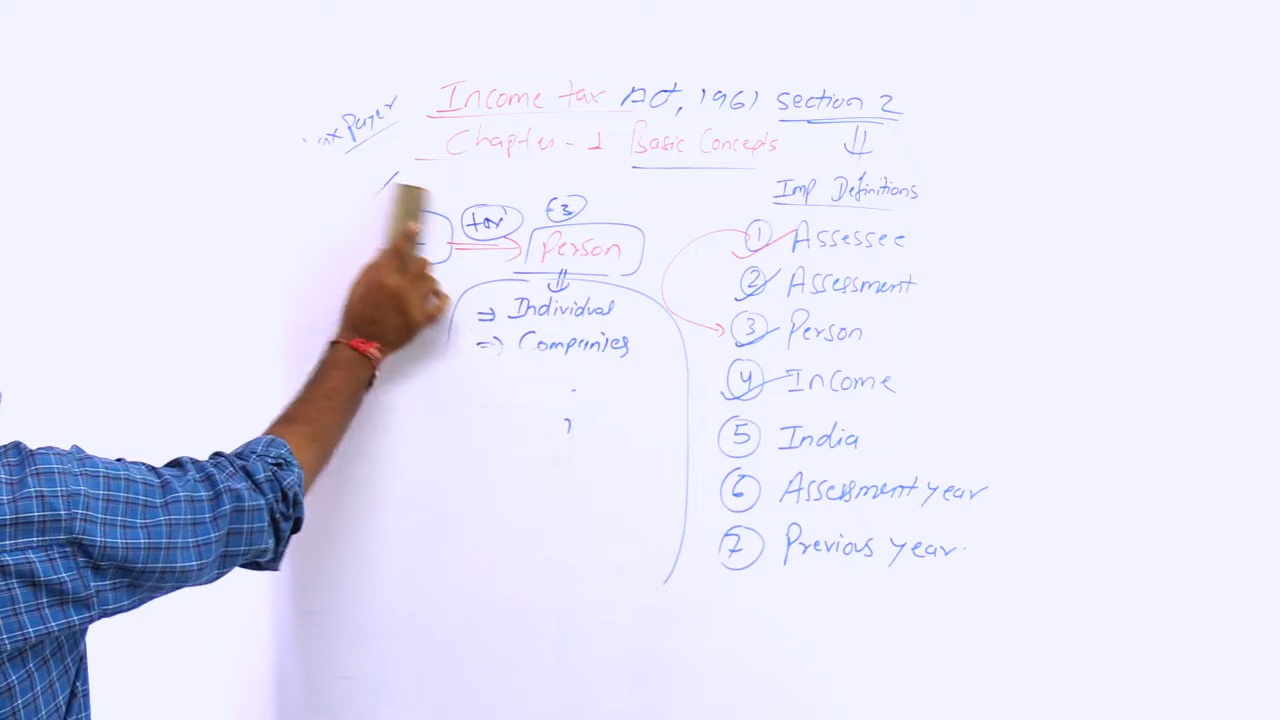 Income tax Act, 1961 section 2
Chapter - 1 Basic Concepts
Payer
Imp Definitions
tax
3
Person
⇒ Individual
⇒ Companies
① Assessee
② Assessment
③ Person
④ Income
⑤ India
⑥ Assessment year
⑦ Previous year